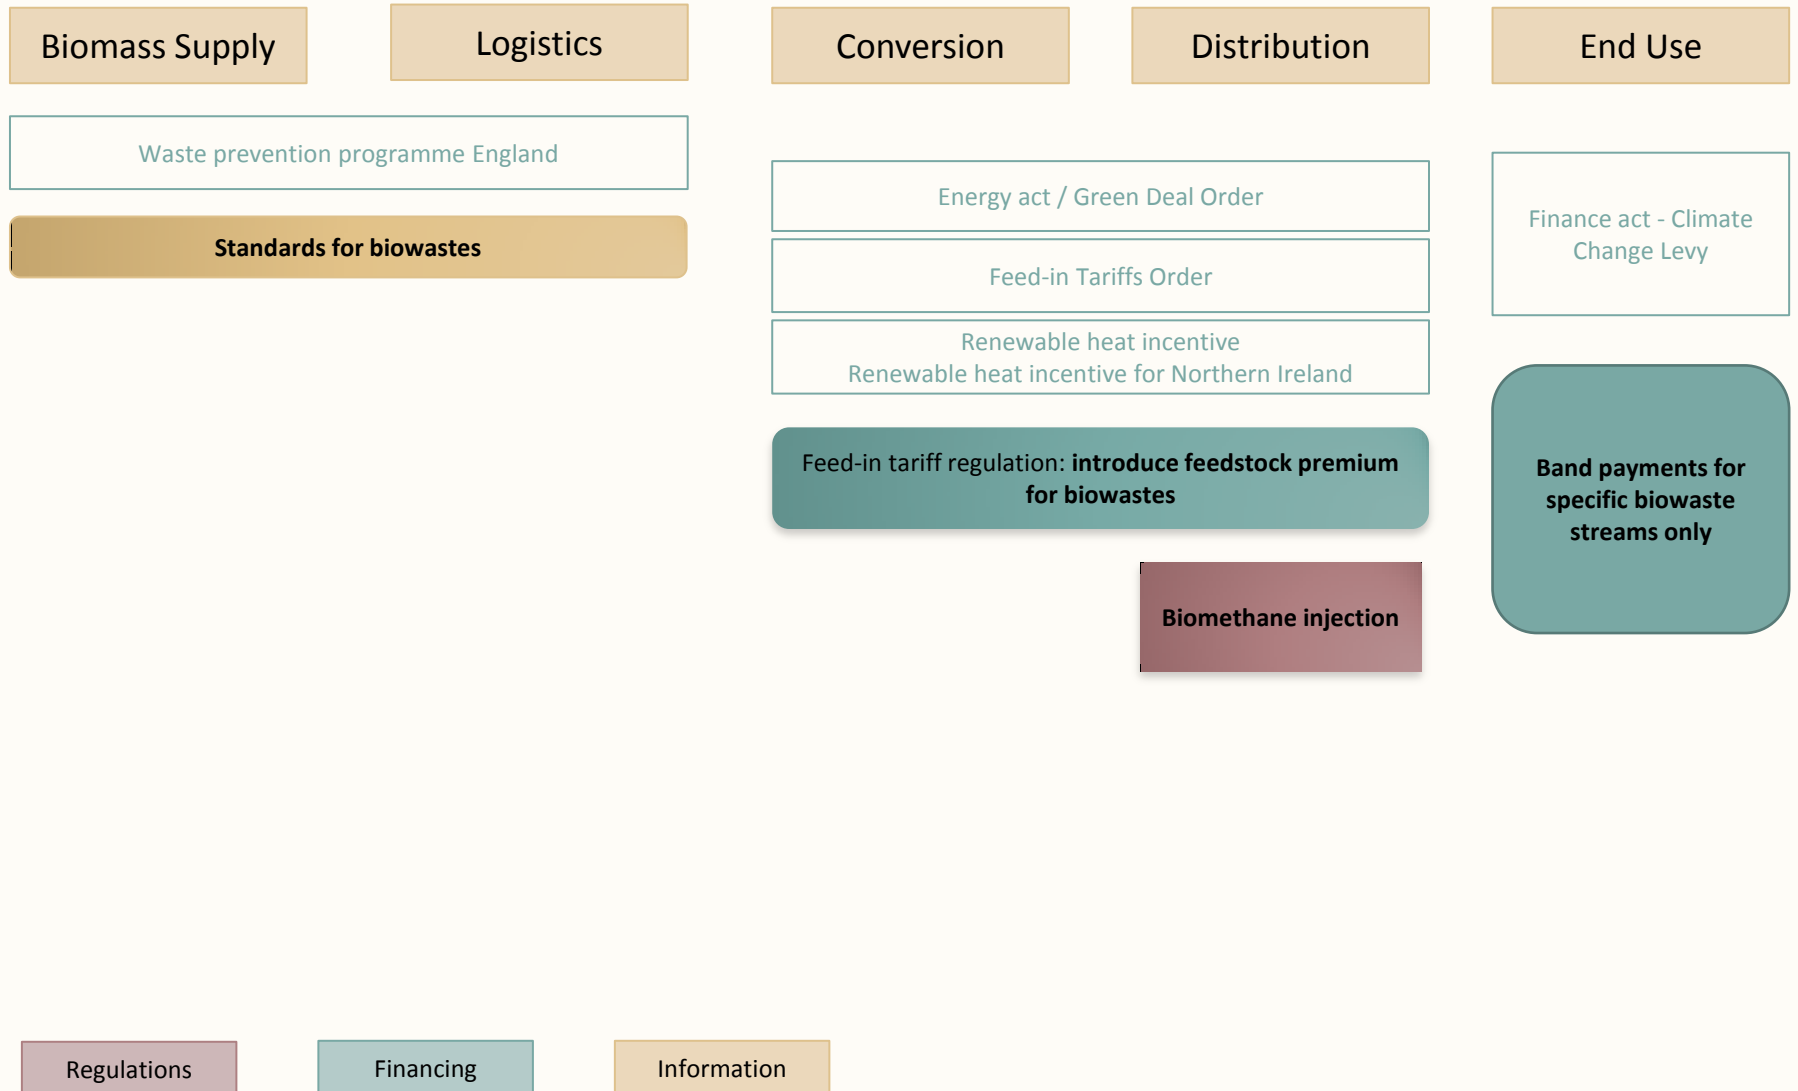 Biomass Supply
Logistics
Conversion
Distribution
End Use
Waste prevention programme England
Standards for biowastes
Energy act / Green Deal Order
Feed-in Tariffs Order
Renewable heat incentive
Renewable heat incentive for Northern Ireland
Feed-in tariff regulation: introduce feedstock premium
for biowastes
Biomethane injection
Finance act - Climate
Change Levy
Band payments for
specific biowaste
streams only
Regulations
Financing
Information